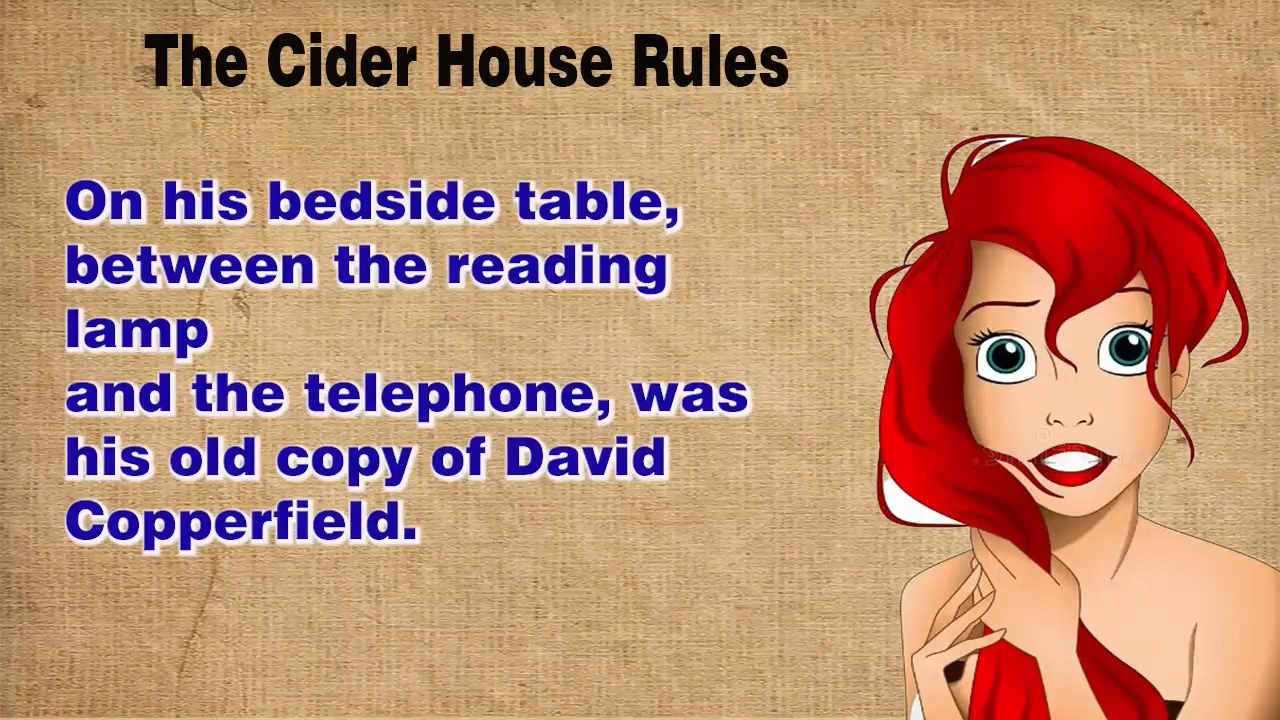 The Cider House Rules
On his bedside table,
between the reading
lamp
and the telephone, was
his old copy of David
Copperfield.